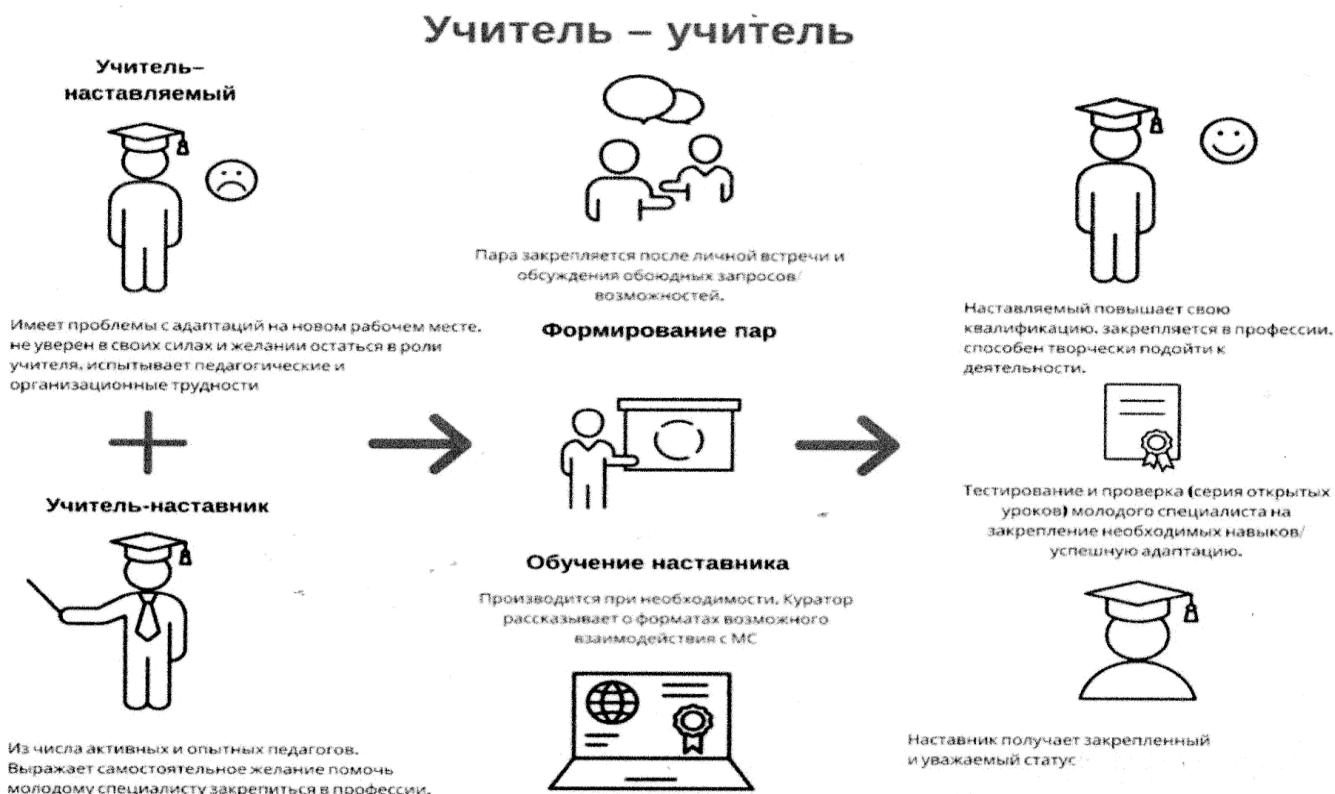 Учитель – учитель
Учитель–
наставляемый
Имеет проблемы с адаптаций на новом рабочем месте,
не уверен в своих силах и желании остаться в роли
учителя, испытывает педагогические и
организационные трудности
Учитель-наставник
Из числа активных и опытных педагогов.
Выражает самостоятельное желание помочь
молодому специалисту закрепиться в профессии.
Пара закрепляется после личной встречи и
обсуждения обоюдных запросов/
возможностей.
Формирование пар
Обучение наставника
Производится при необходимости. Куратор
рассказывает о форматах возможного
взаимодействия с МС
Наставляемый повышает свою
квалификацию, закрепляется в профессии,
способен творчески подойти к
деятельности.
Тестирование и проверка (серия открытых
уроков) молодого специалиста на
закрепление необходимых навыков/
успешную адаптацию.
Наставник получает закрепленный
и уважаемый статус